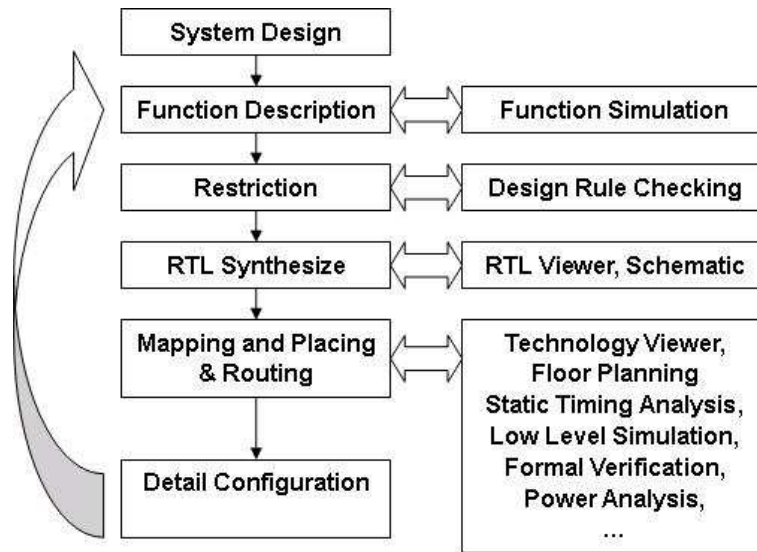 System Design
Function Description
Function Simulation
Restriction
Design Rule Checking
RTL Synthesize
RTL Viewer, Schematic
Mapping and Placing
& Routing
Technology Viewer,
Floor Planning
Static Timing Analysis,
Low Level Simulation,
Formal Verification,
Power Analysis,
...
Detail Configuration